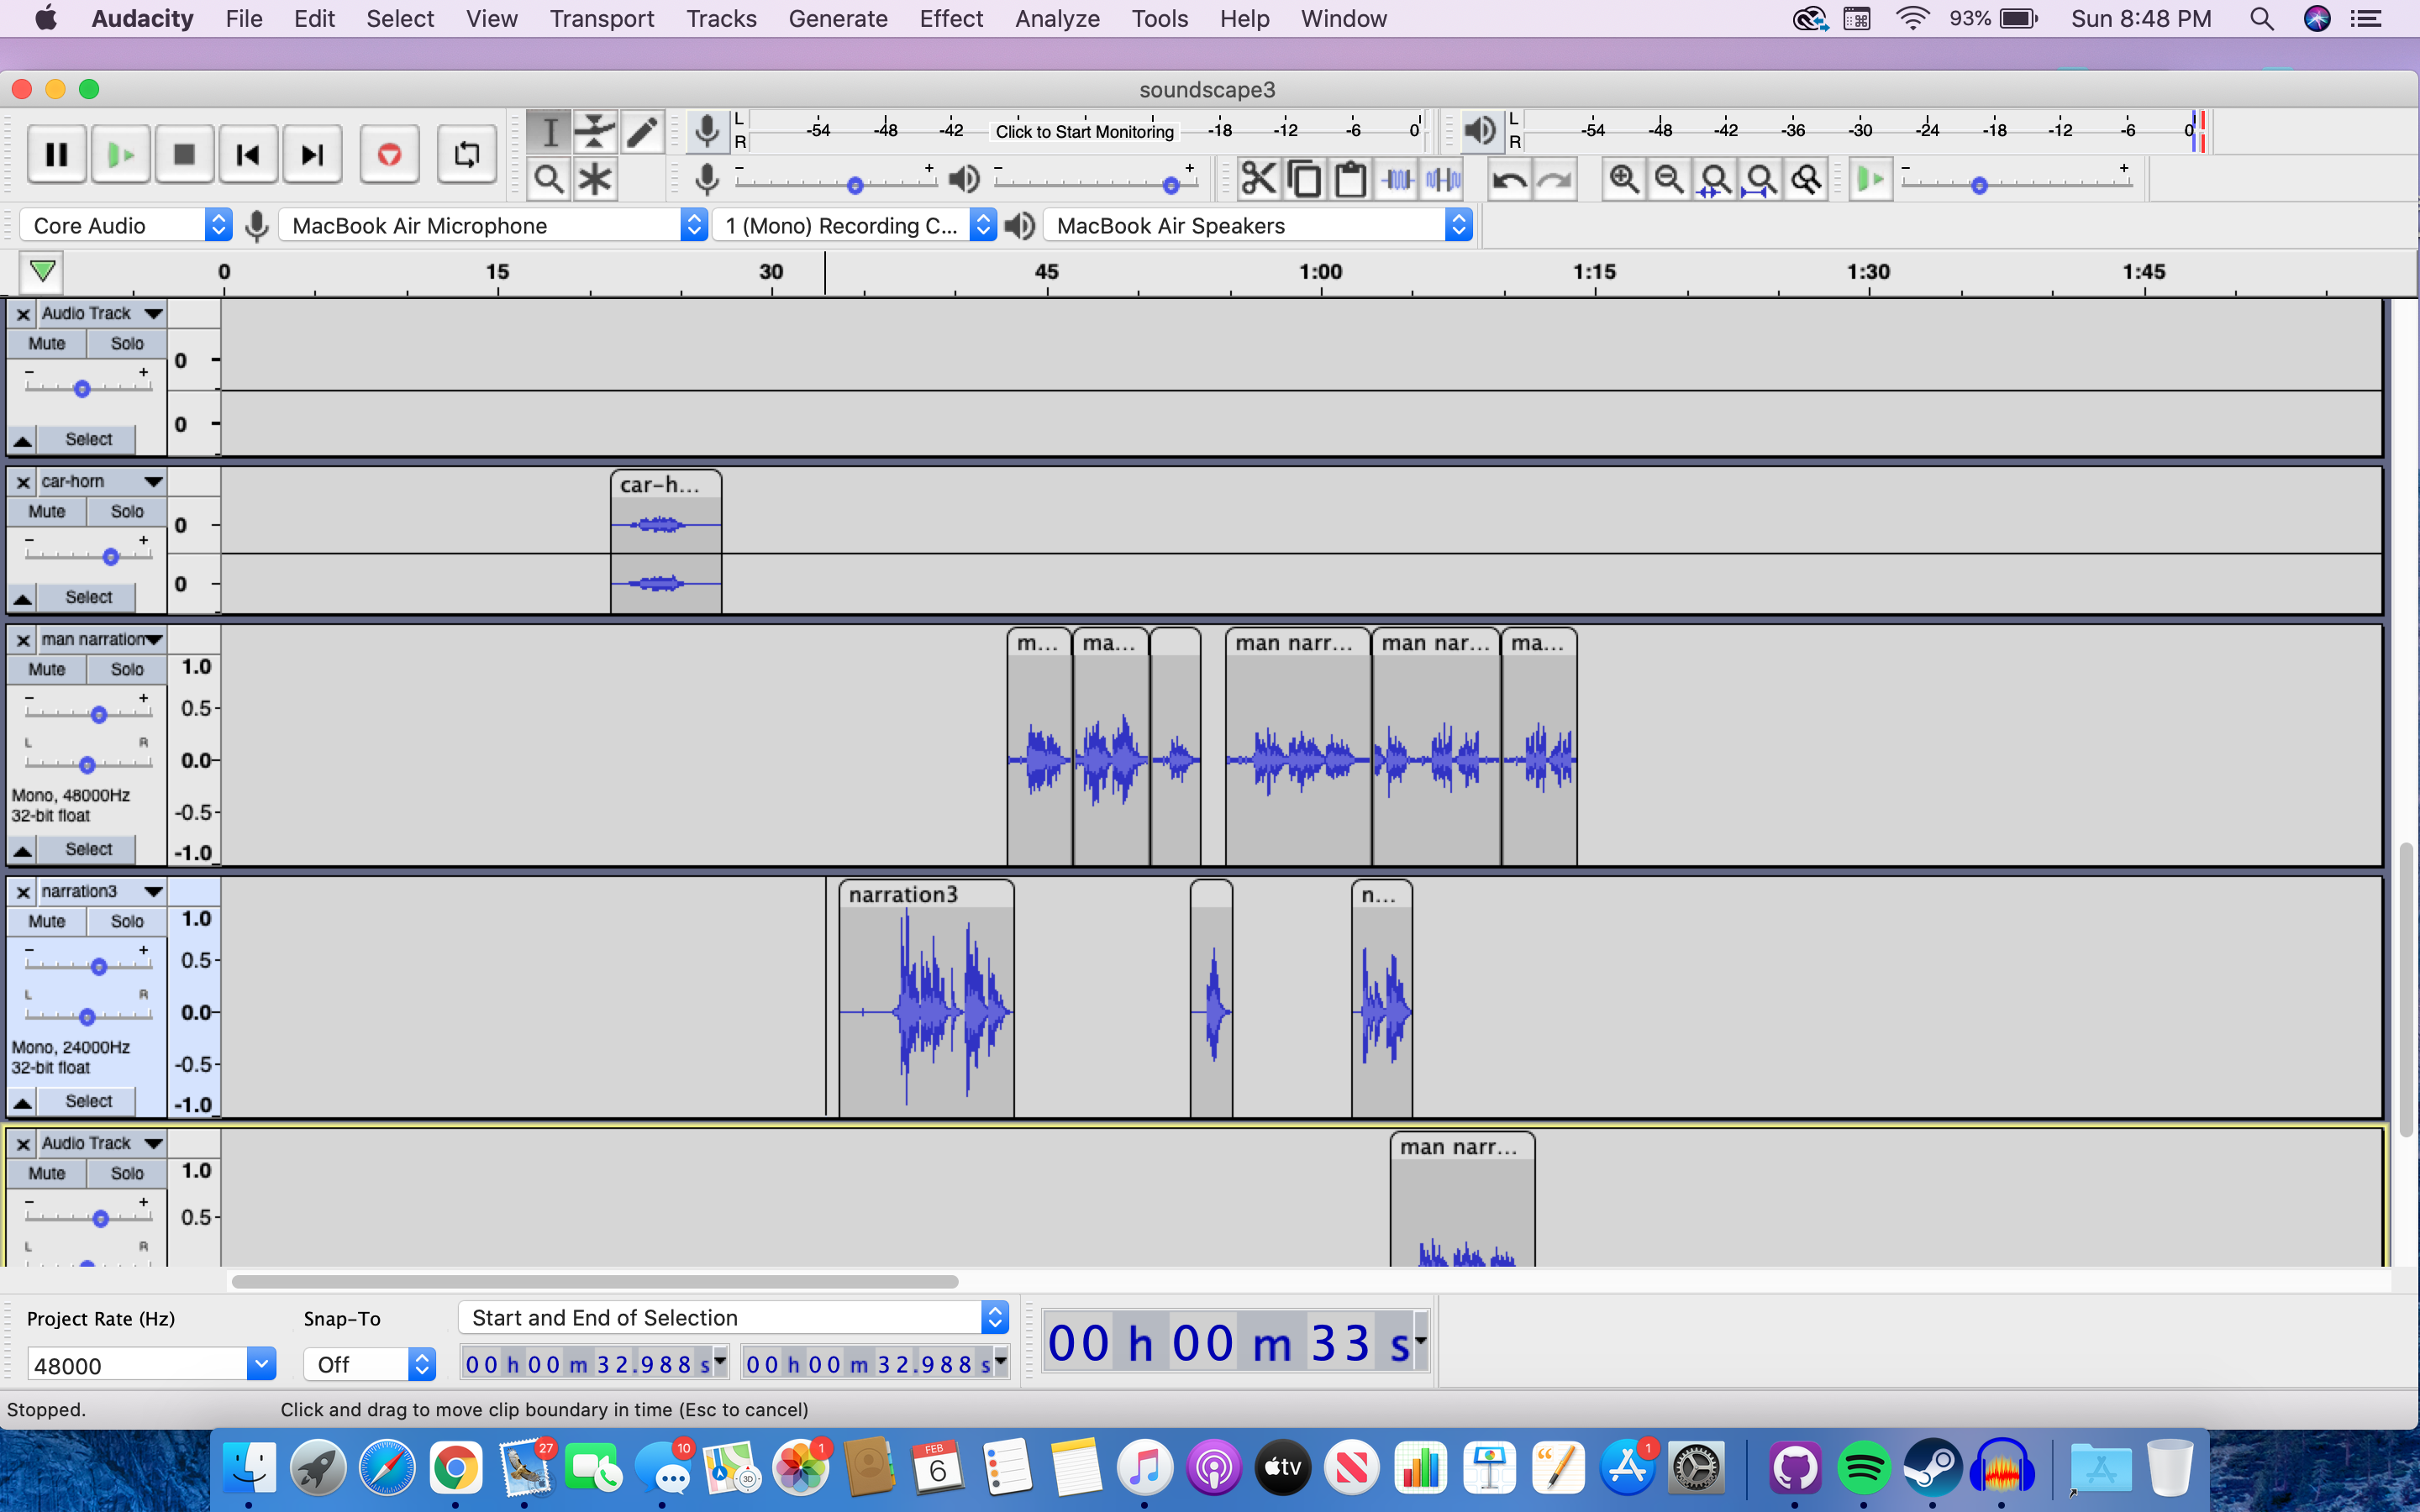 Audacity File Edit Select View Transport Tracks Generate Effect Analyze Tools Help Window 93% Sun 8:48 PM
soundscape3
L R -54 -48 -42 Click to Start Monitoring -18 -12 -6 0 L R -54 -48 -42 -36 -30 -24 -18 -12 -6 0
- + - + - +
Core Audio MacBook Air Microphone 1 (Mono) Recording C... MacBook Air Speakers
0 15 30 45 1:00 1:15 1:30 1:45
Audio Track
Mute Solo
0
- +
0
Select
car-horn car-h...
Mute Solo
0
- +
0
Select
man narration m... ma... man narr... man nar... ma...
Mute Solo 1.0
- +
0.5
L R
0.0
Mono, 48000Hz
32-bit float
-0.5
Select
-1.0
narration3 narration3 n...
Mute Solo 1.0
- +
0.5
L R
0.0
Mono, 24000Hz
32-bit float
-0.5
Select
-1.0
Audio Track man narr...
Mute Solo 1.0
- +
0.5
L R
Project Rate (Hz) Snap-To Start and End of Selection
48000 Off 00 h 00 m 32.988 s 00 h 00 m 32.988 s 00 h 00 m 33 s
Stopped. Click and drag to move clip boundary in time (Esc to cancel)
27 10 3D 1 FEB 6 tv 1